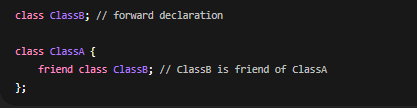 class ClassB; // forward declaration
class ClassA {
friend class ClassB; // ClassB is friend of ClassA
};